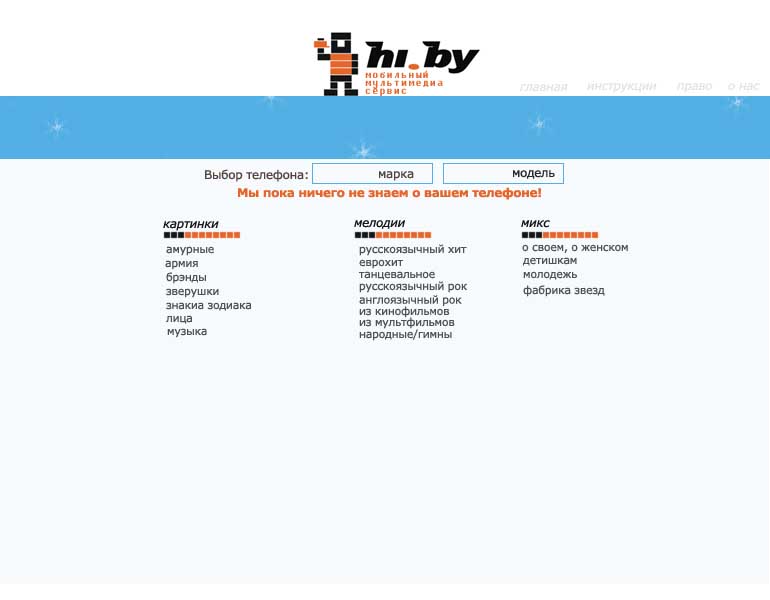 hi.by
мобильный
мультимедиа
сервис
главная инструкции право о нас
Выбор телефона: марка модель
Мы пока ничего не знаем о вашем телефоне!
картинки
амурные
армия
брэнды
зверушки
знакиа зодиака
лица
музыка
мелодии
русскоязычный хит
еврохит
танцевальное
русскоязычный рок
англоязычный рок
из кинофильмов
из мультфильмов
народные/гимны
микс
о своем, о женском
детишкам
молодежь
фабрика звезд